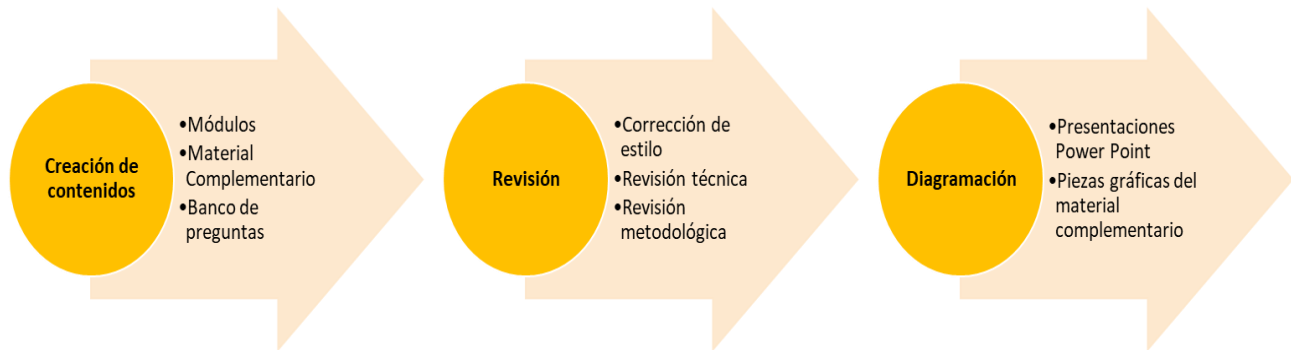 Creación de
contenidos
•Módulos
•Material
Complementario
•Banco de
preguntas
Revisión
•Corrección de
estilo
•Revisión técnica
•Revisión
metodológica
Diagramación
•Presentaciones
Power Point
•Piezas gráficas del
material
complementario